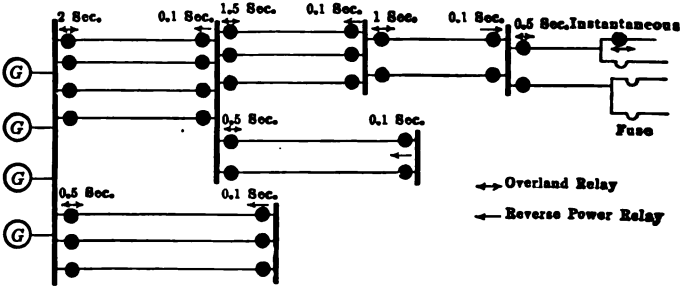 2 Sec. 0.1 Sec. 1.5 Sec. 0.1 Sec. 1 Sec. 0.1 Sec. 0.5 Sec. Instantaneous
G
G
0.5 Sec. 0.1 Sec.
Fuse
G
Overland Relay
0.5 Sec. 0.1 Sec.
Reverse Power Relay
G